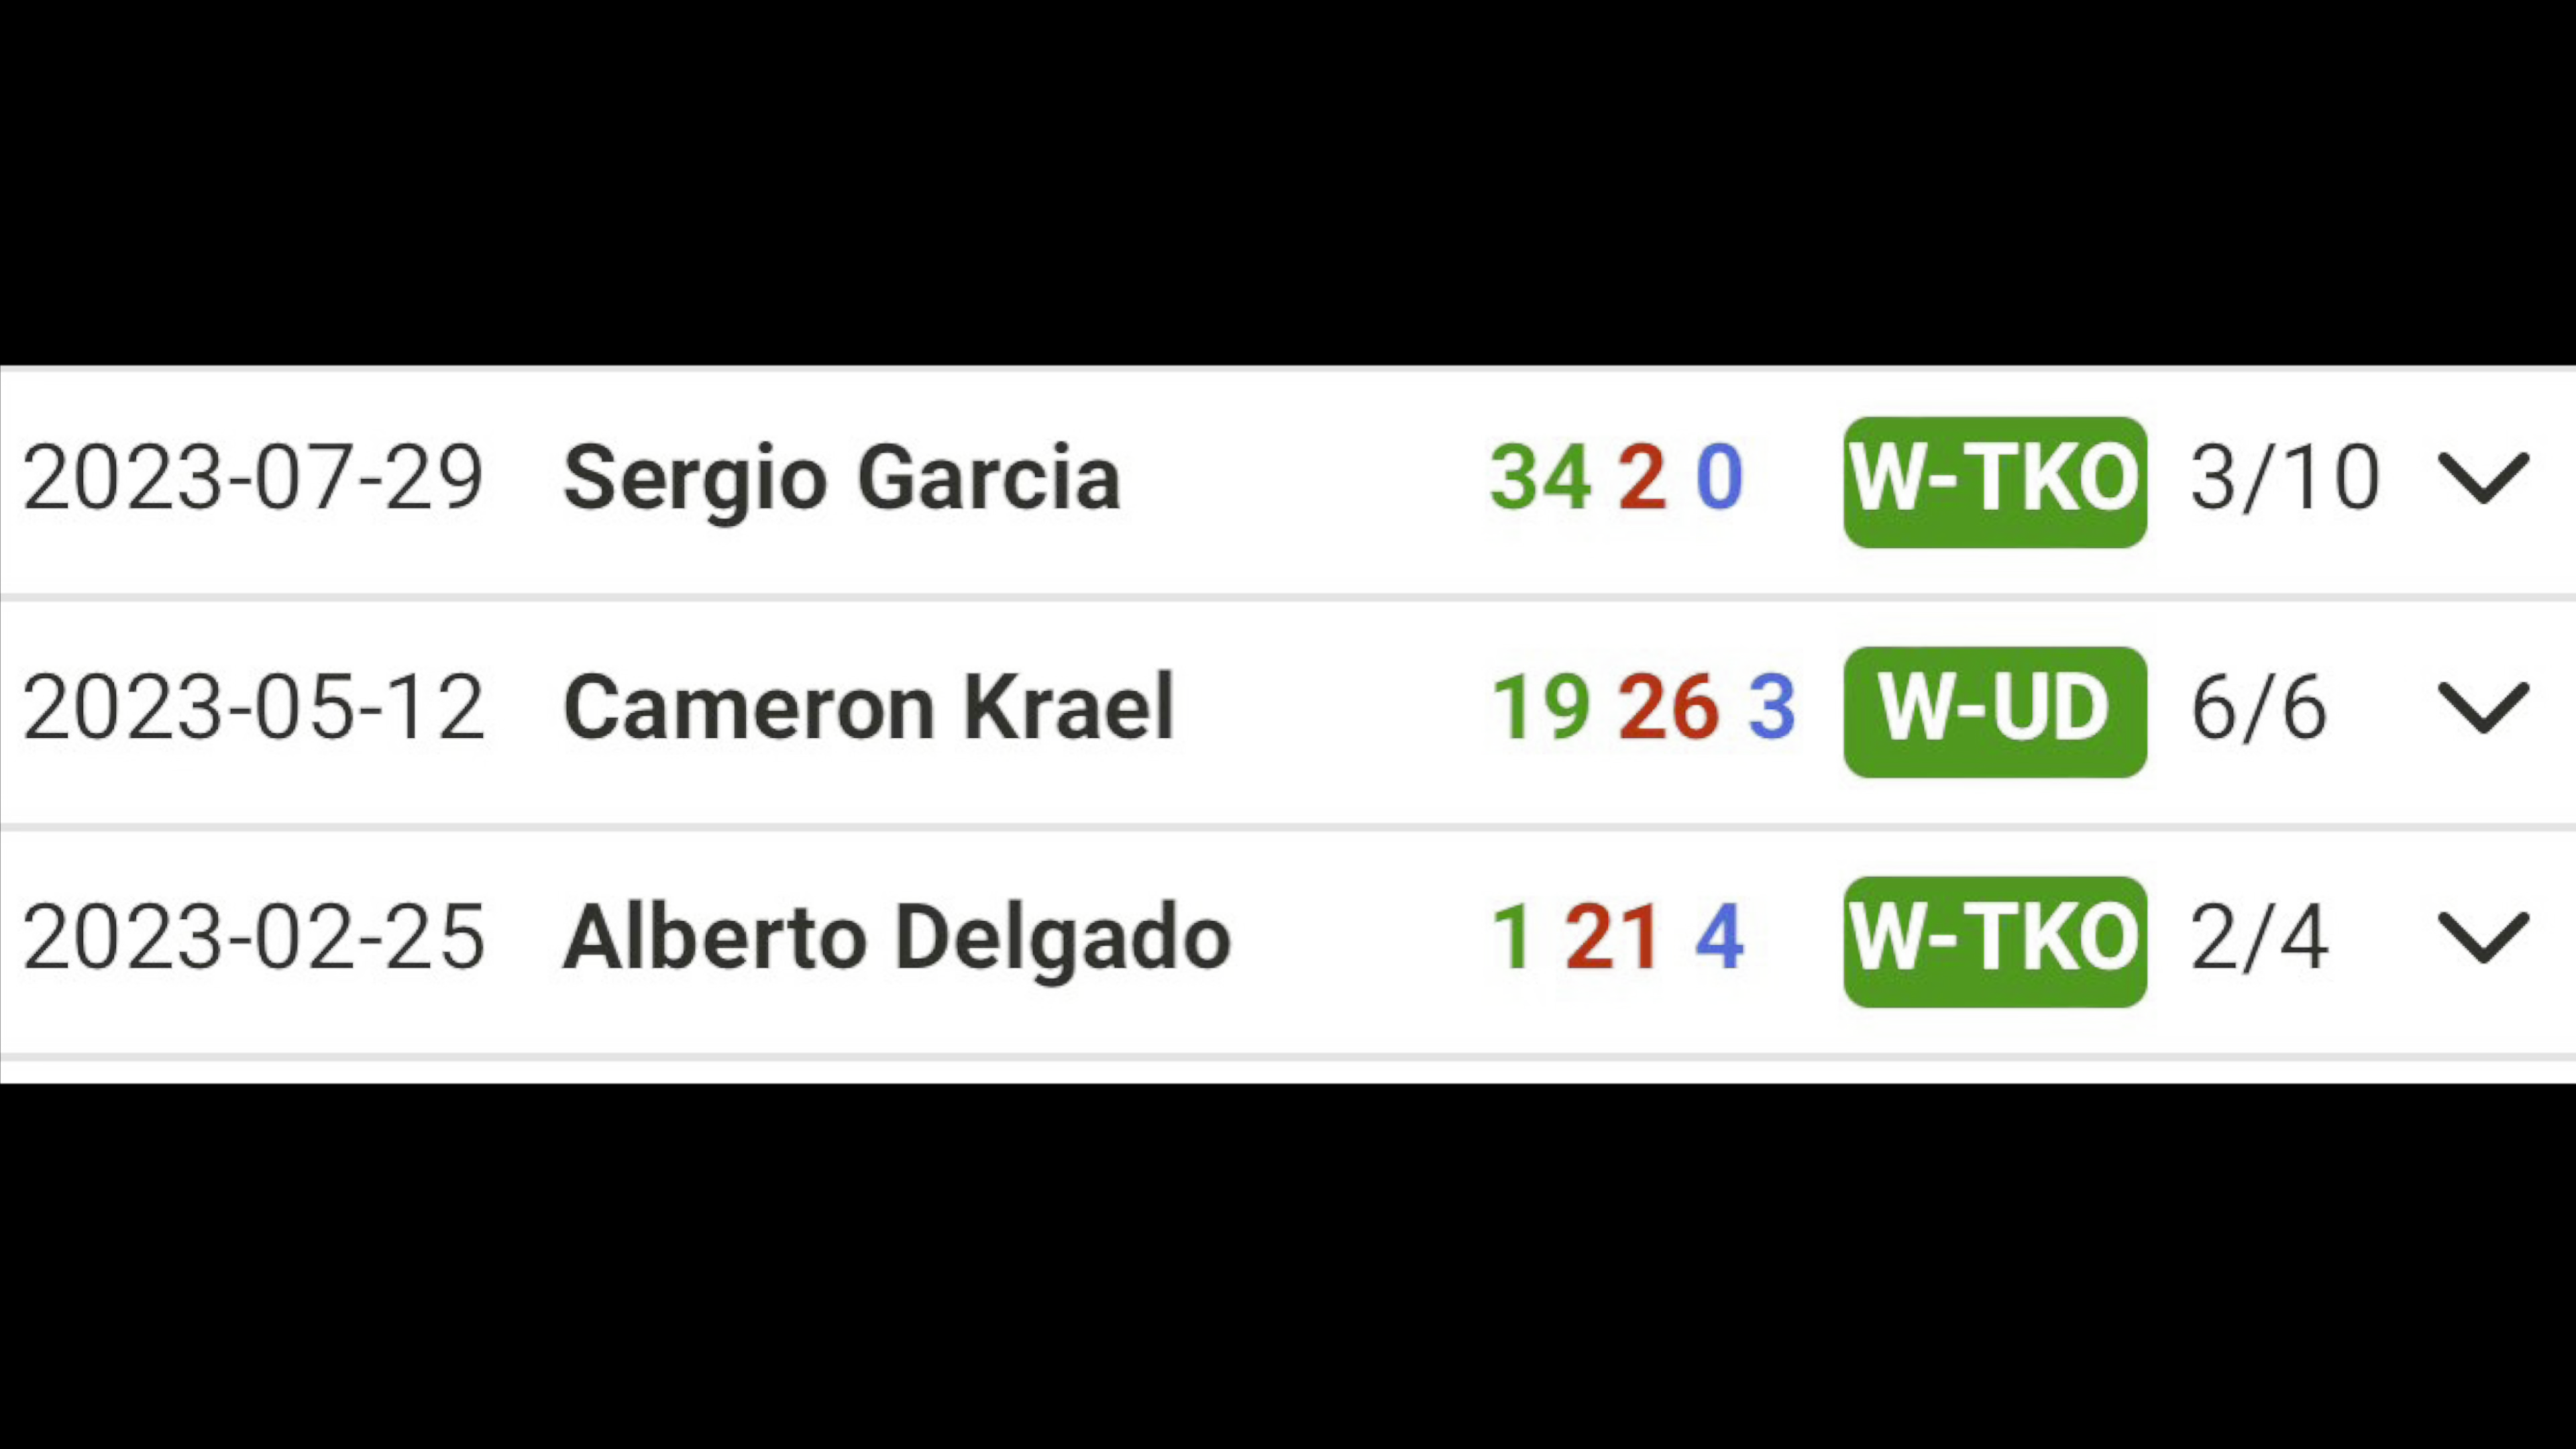 2023-07-29 Sergio Garcia 34 2 0 W-TKO 3/10
2023-05-12 Cameron Krael 19 26 3 W-UD 6/6
2023-02-25 Alberto Delgado 1 21 4 W-TKO 2/4